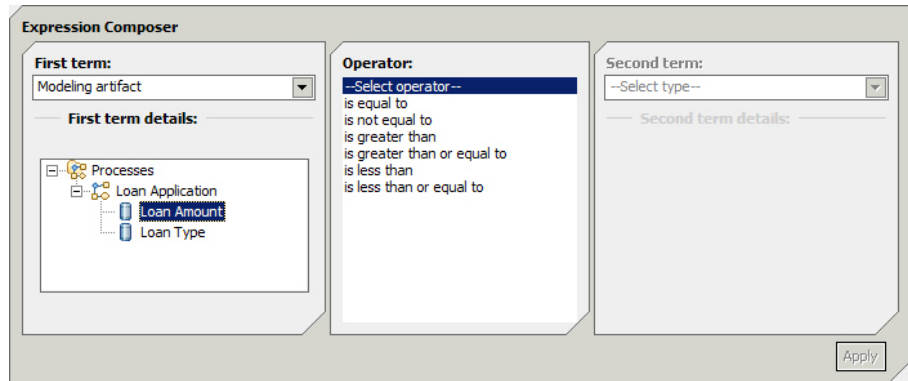 Expression Composer
First term:
Modeling artifact
First term details:
Processes
Loan Application
Loan Amount
Loan Type
Operator:
--Select operator--
is equal to
is not equal to
is greater than
is greater than or equal to
is less than
is less than or equal to
Second term:
--Select type--
Second term details:
Apply